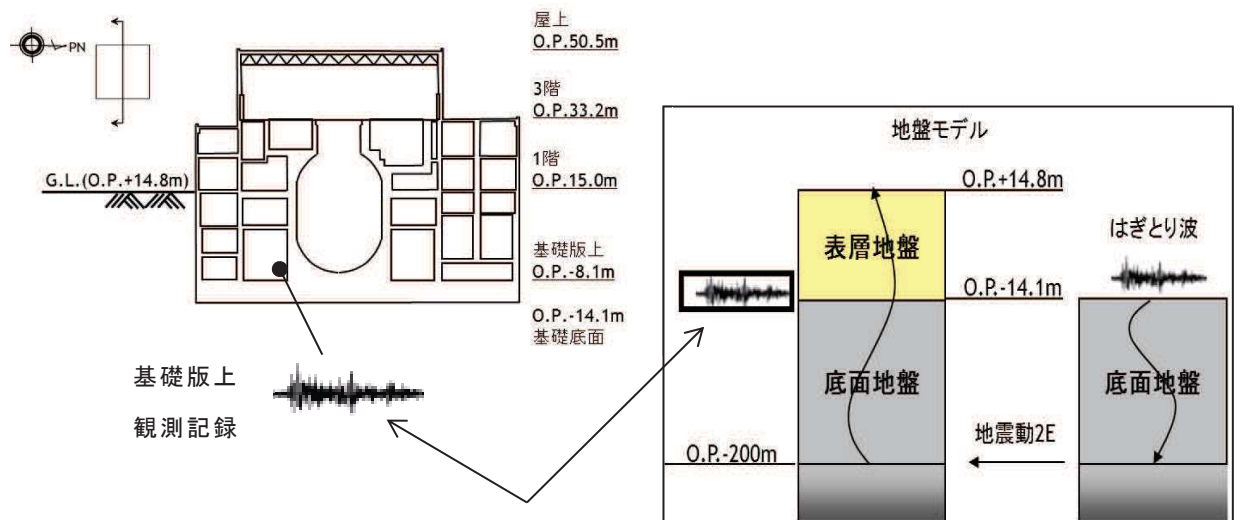 PN
屋上
O.P.50.5m
3階
O.P.33.2m
1階
O.P.15.0m
G.L.(O.P.+14.8m)
基礎版上
O.P.-8.1m
O.P.-14.1m
基礎底面
基礎版上
観測記録
地盤モデル
O.P.+14.8m
表層地盤
はぎとり波
O.P.-14.1m
底面地盤
底面地盤
地震動2E
O.P.-200m